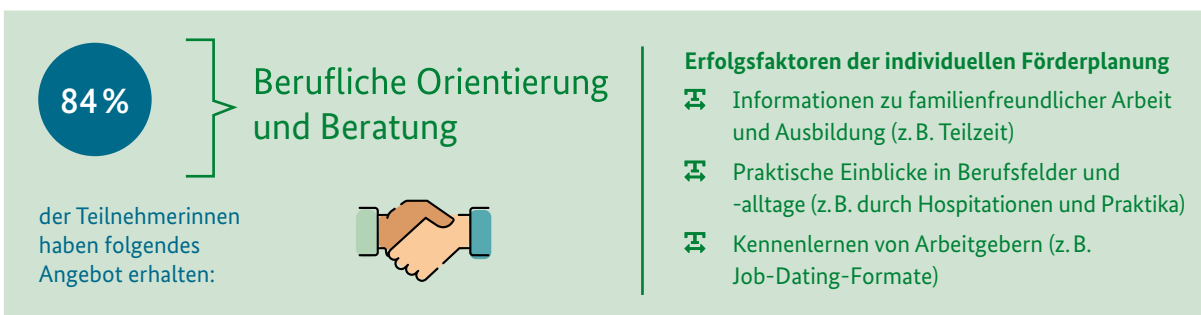 84 %
der Teilnehmerinnen
haben folgendes
Angebot erhalten:
Berufliche Orientierung
und Beratung
Erfolgsfaktoren der individuellen Förderplanung
Informationen zu familienfreundlicher Arbeit
und Ausbildung (z. B. Teilzeit)
Praktische Einblicke in Berufsfelder und
-alltage (z. B. durch Hospitationen und Praktika)
Kennenlernen von Arbeitgebern (z. B.
Job-Dating-Formate)